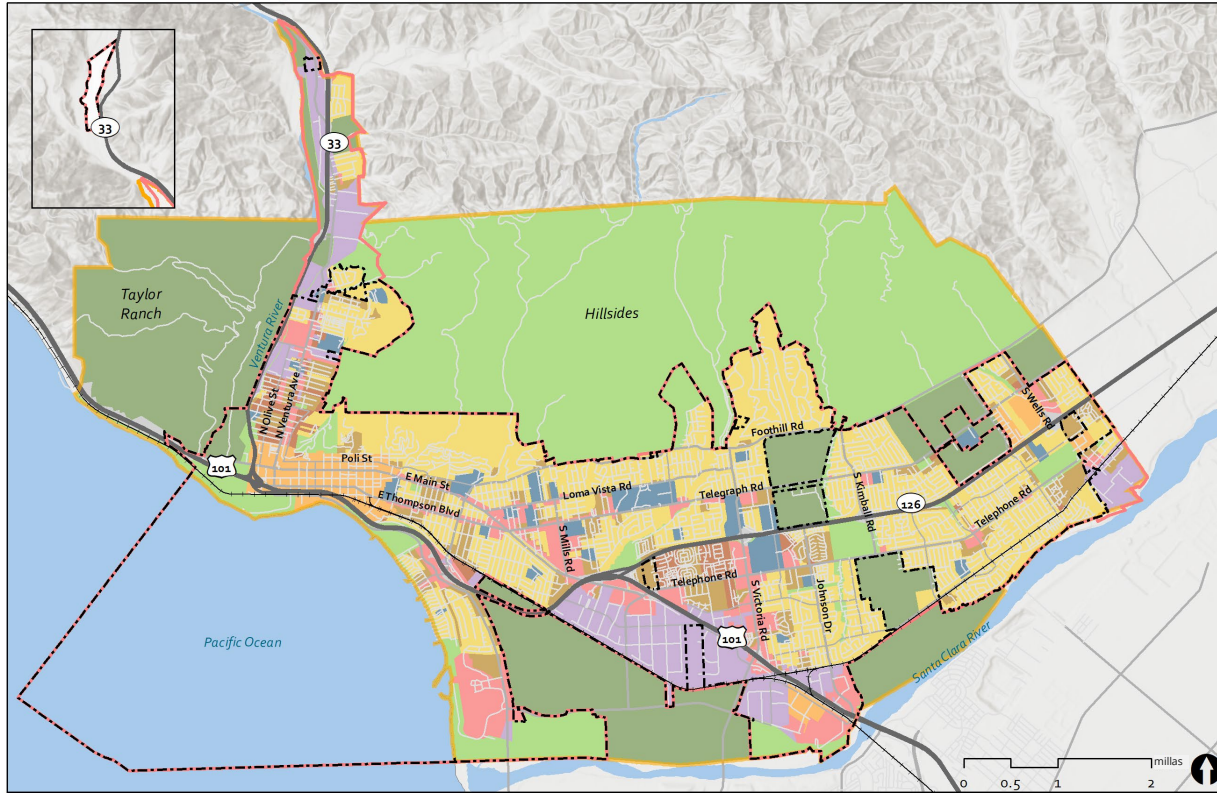 33
33
Taylor
Ranch
Ventura River
Hillsides
N Olive St
N Ventura Ave
S Wells Rd
Foothill Rd
Poli St
101
E Main St
Loma Vista Rd
Telegraph Rd
S Kimball Rd
E Thompson Blvd
126
Telephone Rd
S Mills Rd
Telephone Rd
S Victoria Rd
Johnson Dr
Pacific Ocean
101
Santa Clara River
millas
0 0.5 1 2